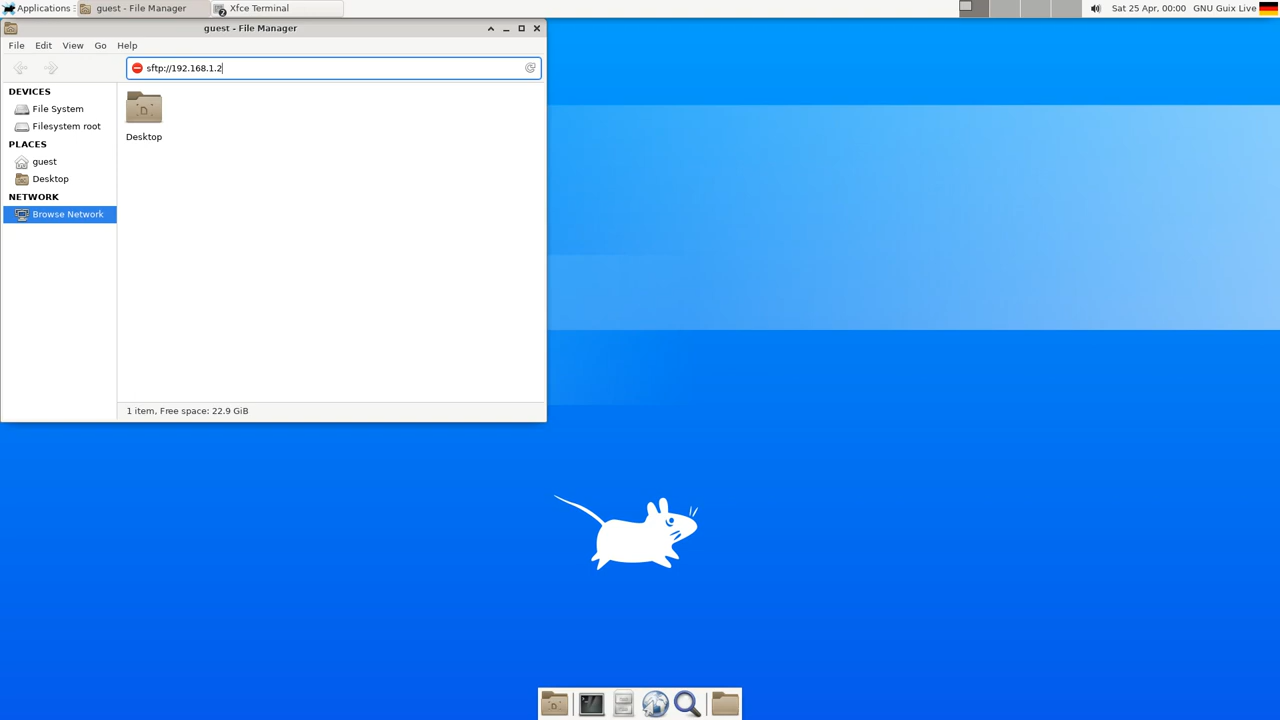 Applications
guest - File Manager
Xfce Terminal
Sat 25 Apr, 00:00
GNU Guix Live
guest - File Manager
File Edit View Go Help
sftp://192.168.1.2
DEVICES
File System
Filesystem root
PLACES
guest
Desktop
NETWORK
Browse Network
Desktop
1 item, Free space: 22.9 GiB